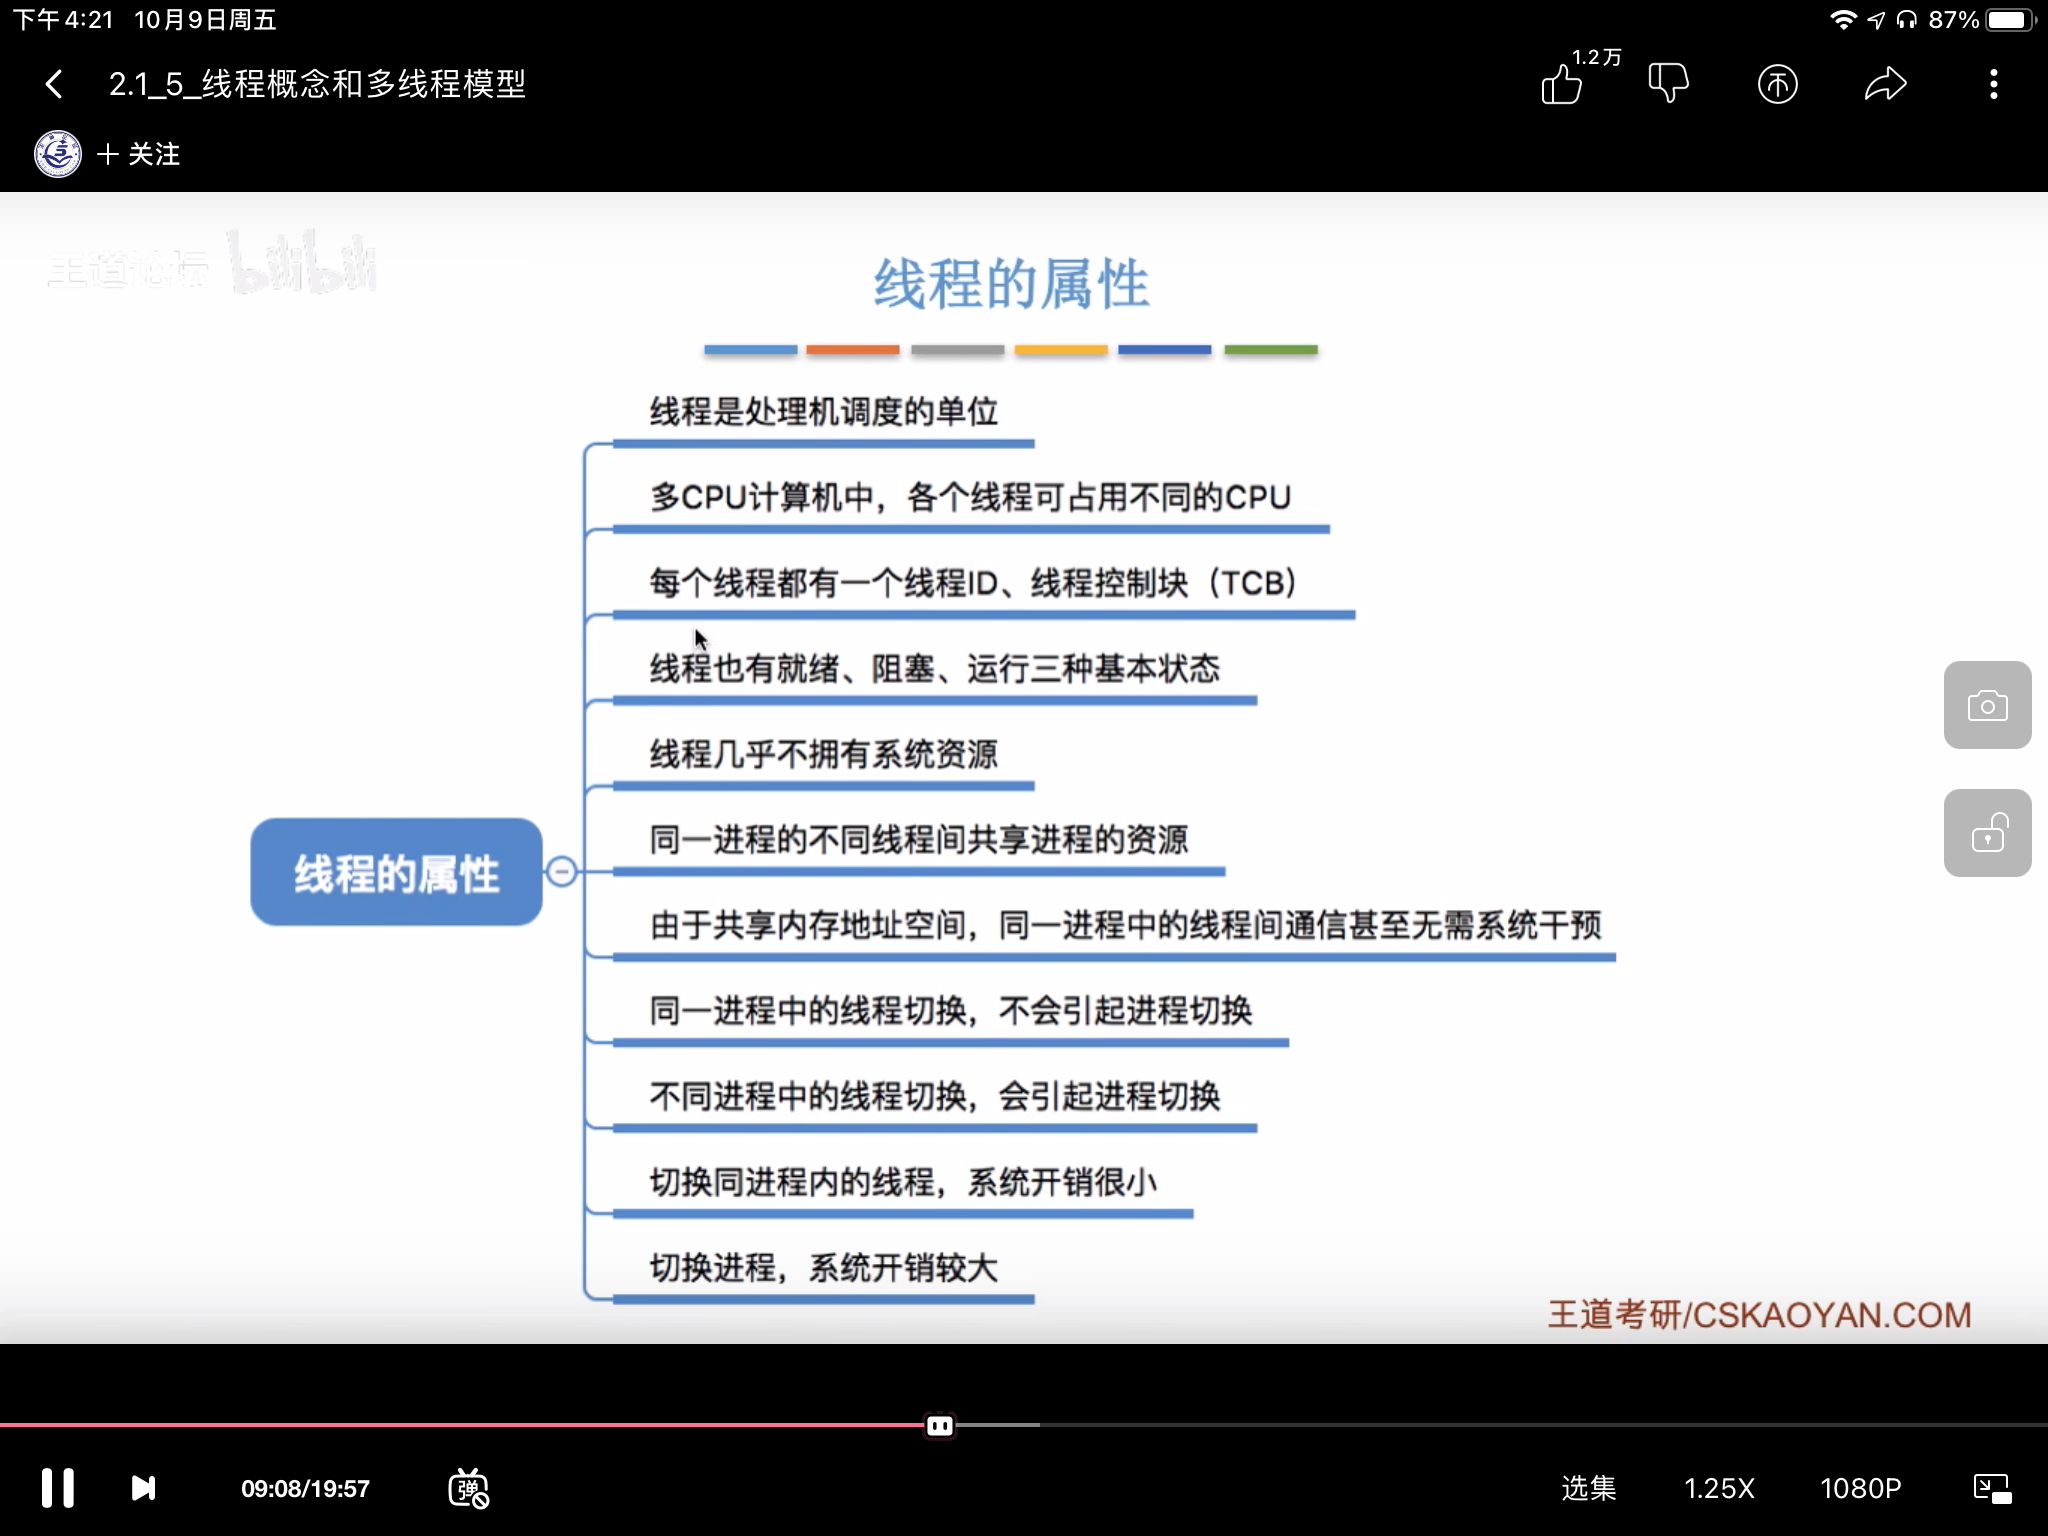 下午4:21 10月9日周五
87%
2.1_5_线程概念和多线程模型
1.2万
+ 关注
王道论坛 bilibili
线程的属性
线程是处理机调度的单位
多CPU计算机中，各个线程可占用不同的CPU
每个线程都有一个线程ID、线程控制块（TCB）
线程也有就绪、阻塞、运行三种基本状态
线程几乎不拥有系统资源
同一进程的不同线程间共享进程的资源
线程的属性
由于共享内存地址空间，同一进程中的线程间通信甚至无需系统干预
同一进程中的线程切换，不会引起进程切换
不同进程中的线程切换，会引起进程切换
切换同进程内的线程，系统开销很小
切换进程，系统开销较大
王道考研/CSKAOYAN.COM
09:08/19:57
弹
选集
1.25X
1080P